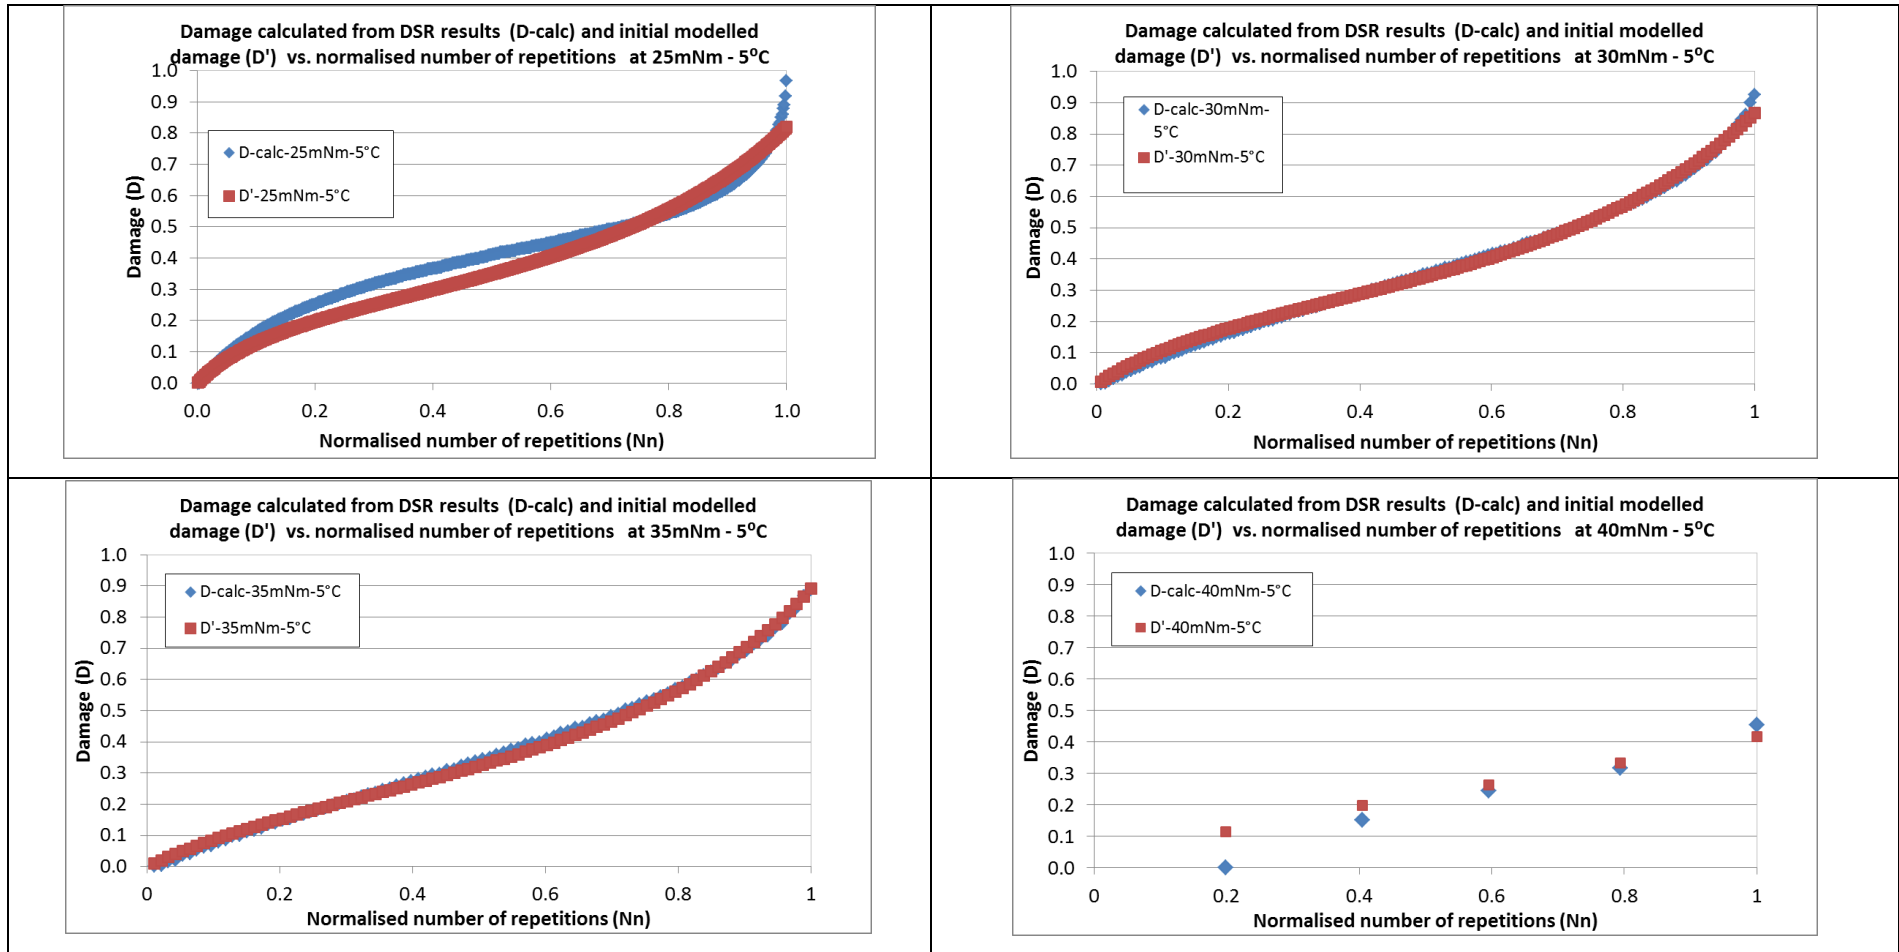 Damage calculated from DSR results (D-calc) and initial modelled
damage (D') vs. normalised number of repetitions at 25mNm - 5⁰C
1.0
0.9
0.8
0.7
0.6
0.5
0.4
0.3
0.2
0.1
0.0
Damage (D)
D-calc-25mNm-5°C
D'-25mNm-5°C
0.0 0.2 0.4 0.6 0.8 1.0
Normalised number of repetitions (Nn)
Damage calculated from DSR results (D-calc) and initial modelled
damage (D') vs. normalised number of repetitions at 30mNm - 5⁰C
1.0
0.9
0.8
0.7
0.6
0.5
0.4
0.3
0.2
0.1
0.0
Damage (D)
D-calc-30mNm-
5°C
D'-30mNm-5°C
0 0.2 0.4 0.6 0.8 1
Normalised number of repetitions (Nn)
Damage calculated from DSR results (D-calc) and initial modelled
damage (D') vs. normalised number of repetitions at 35mNm - 5⁰C
1.0
0.9
0.8
0.7
0.6
0.5
0.4
0.3
0.2
0.1
0.0
Damage (D)
D-calc-35mNm-5°C
D'-35mNm-5°C
0 0.2 0.4 0.6 0.8 1
Normalised number of repetitions (Nn)
Damage calculated from DSR results (D-calc) and initial modelled
damage (D') vs. normalised number of repetitions at 40mNm - 5⁰C
1.0
0.9
0.8
0.7
0.6
0.5
0.4
0.3
0.2
0.1
0.0
Damage (D)
D-calc-40mNm-5°C
D'-40mNm-5°C
0 0.2 0.4 0.6 0.8 1
Normalised number of repetitions (Nn)